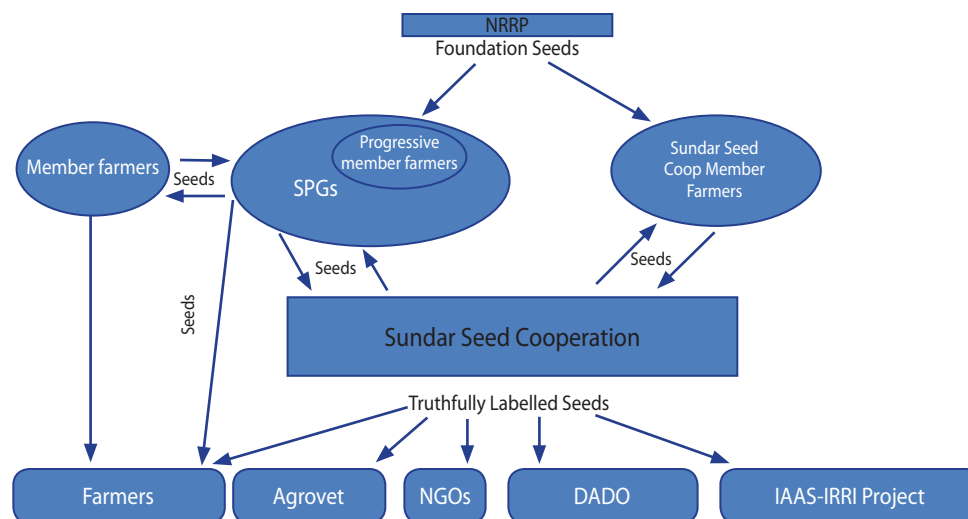 NRRP
Foundation Seeds
Progressive
member farmers
SPGs
Member farmers
Seeds
Sundar Seed
Coop Member
Farmers
Seeds
Seeds
Seeds
Sundar Seed Cooperation
Truthfully Labelled Seeds
Farmers
Agrovet
NGOs
DADO
IAAS-IRRI Project